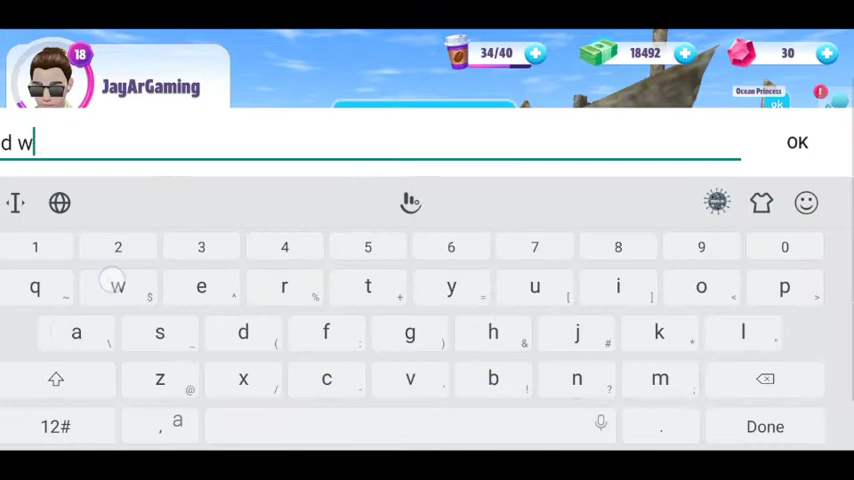 18
JayArGaming
34/40
18492
30
Ocean Princess
!
ok
d w
OK
1 2 3 4 5 6 7 8 9 0
q ~ w $ e ^ r % t + y = u [ i ] o < p >
a \ s _ d ( f ; g ) h & j # k * l "
z @ x / c - v , b ! n ? m ;
12# , a . Done